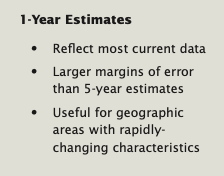 1-Year Estimates
• Reflect most current data
• Larger margins of error
than 5-year estimates
• Useful for geographic
areas with rapidly-
changing characteristics